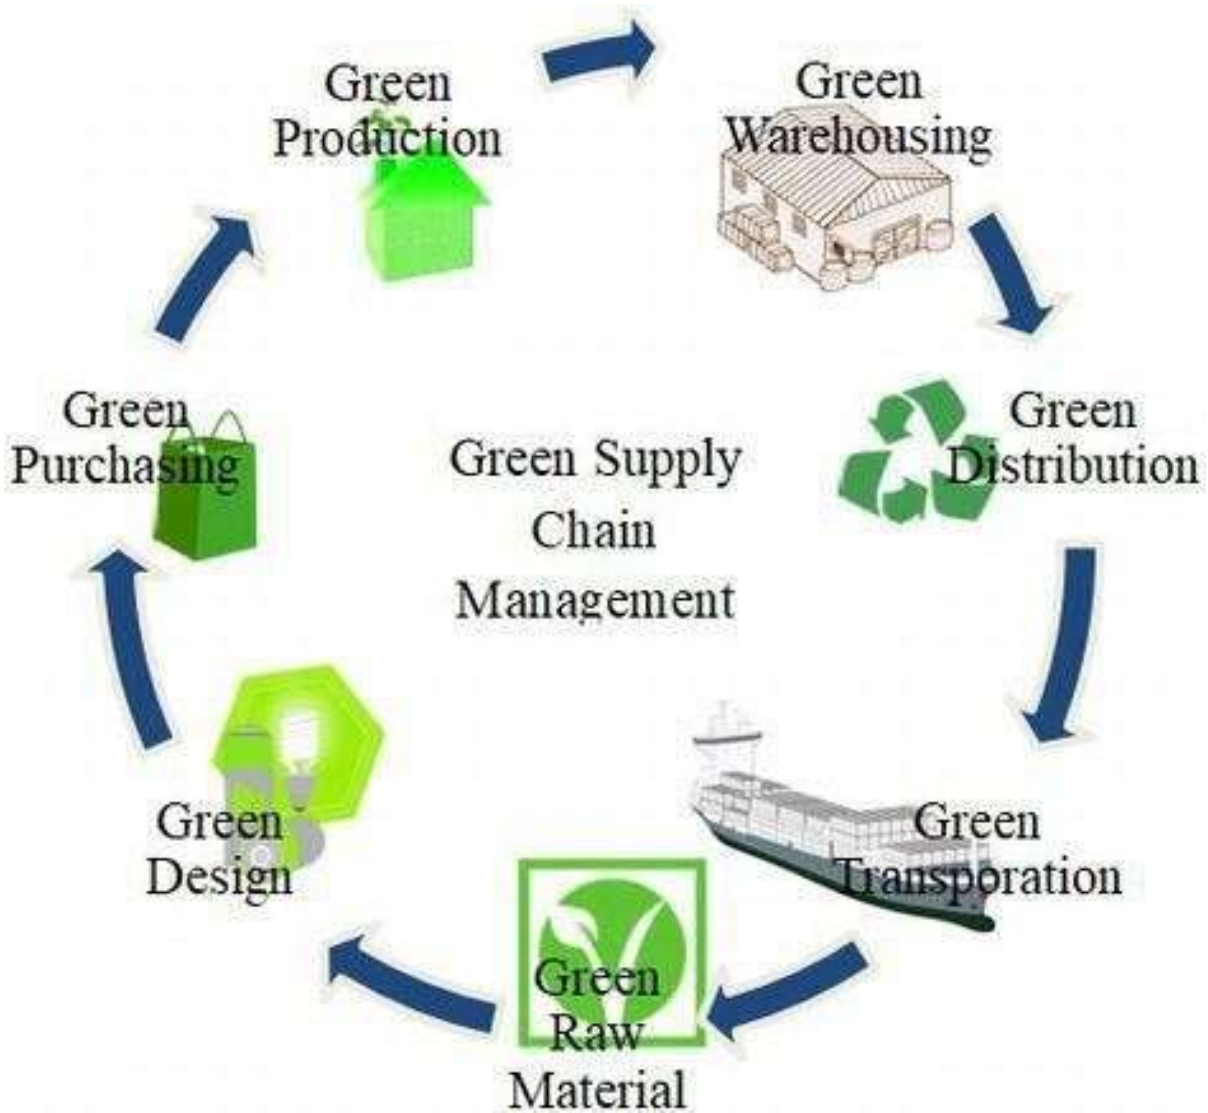 Green
Production
Green
Warehousing
Green
Distribution
Green
Transporation
Green
Raw
Material
Green
Design
Green
Purchasing
Green Supply
Chain
Management